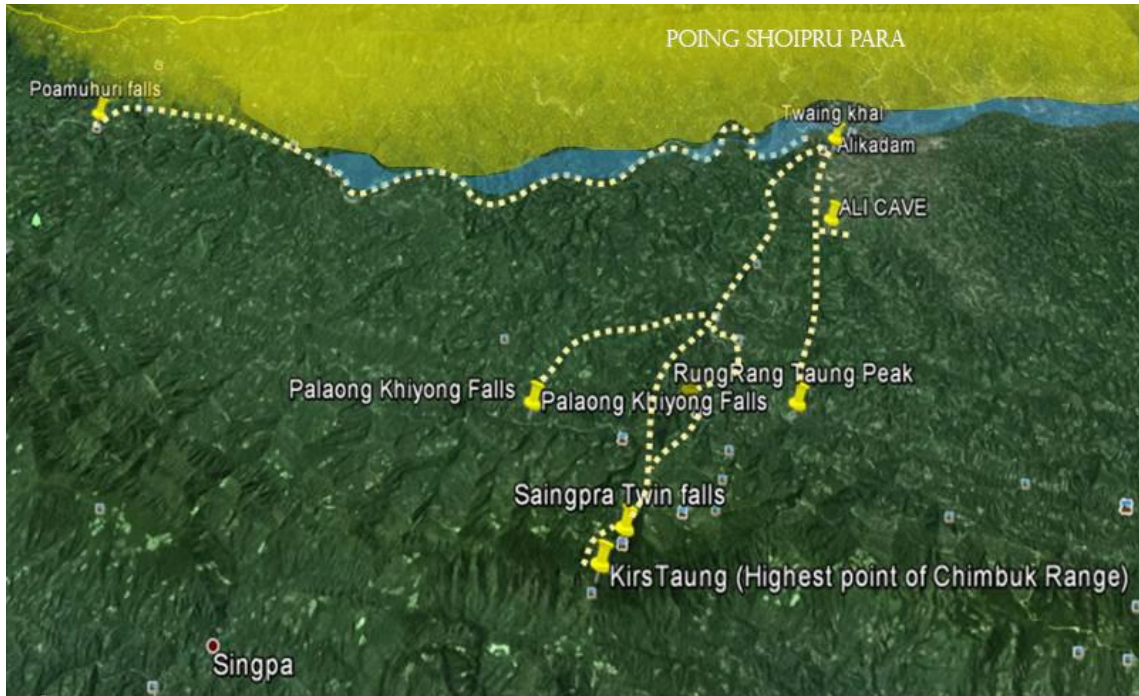 POING SHOIPRU PARA
Poamuhuri falls
Twaing khal
Alikadam
ALI CAVE
RungRang Taung Peak
Palaong Khiyong Falls
Palaong Khiyong Falls
Saingpra Twin falls
KirsTaung (Highest point of Chimbuk Range)
Singpa